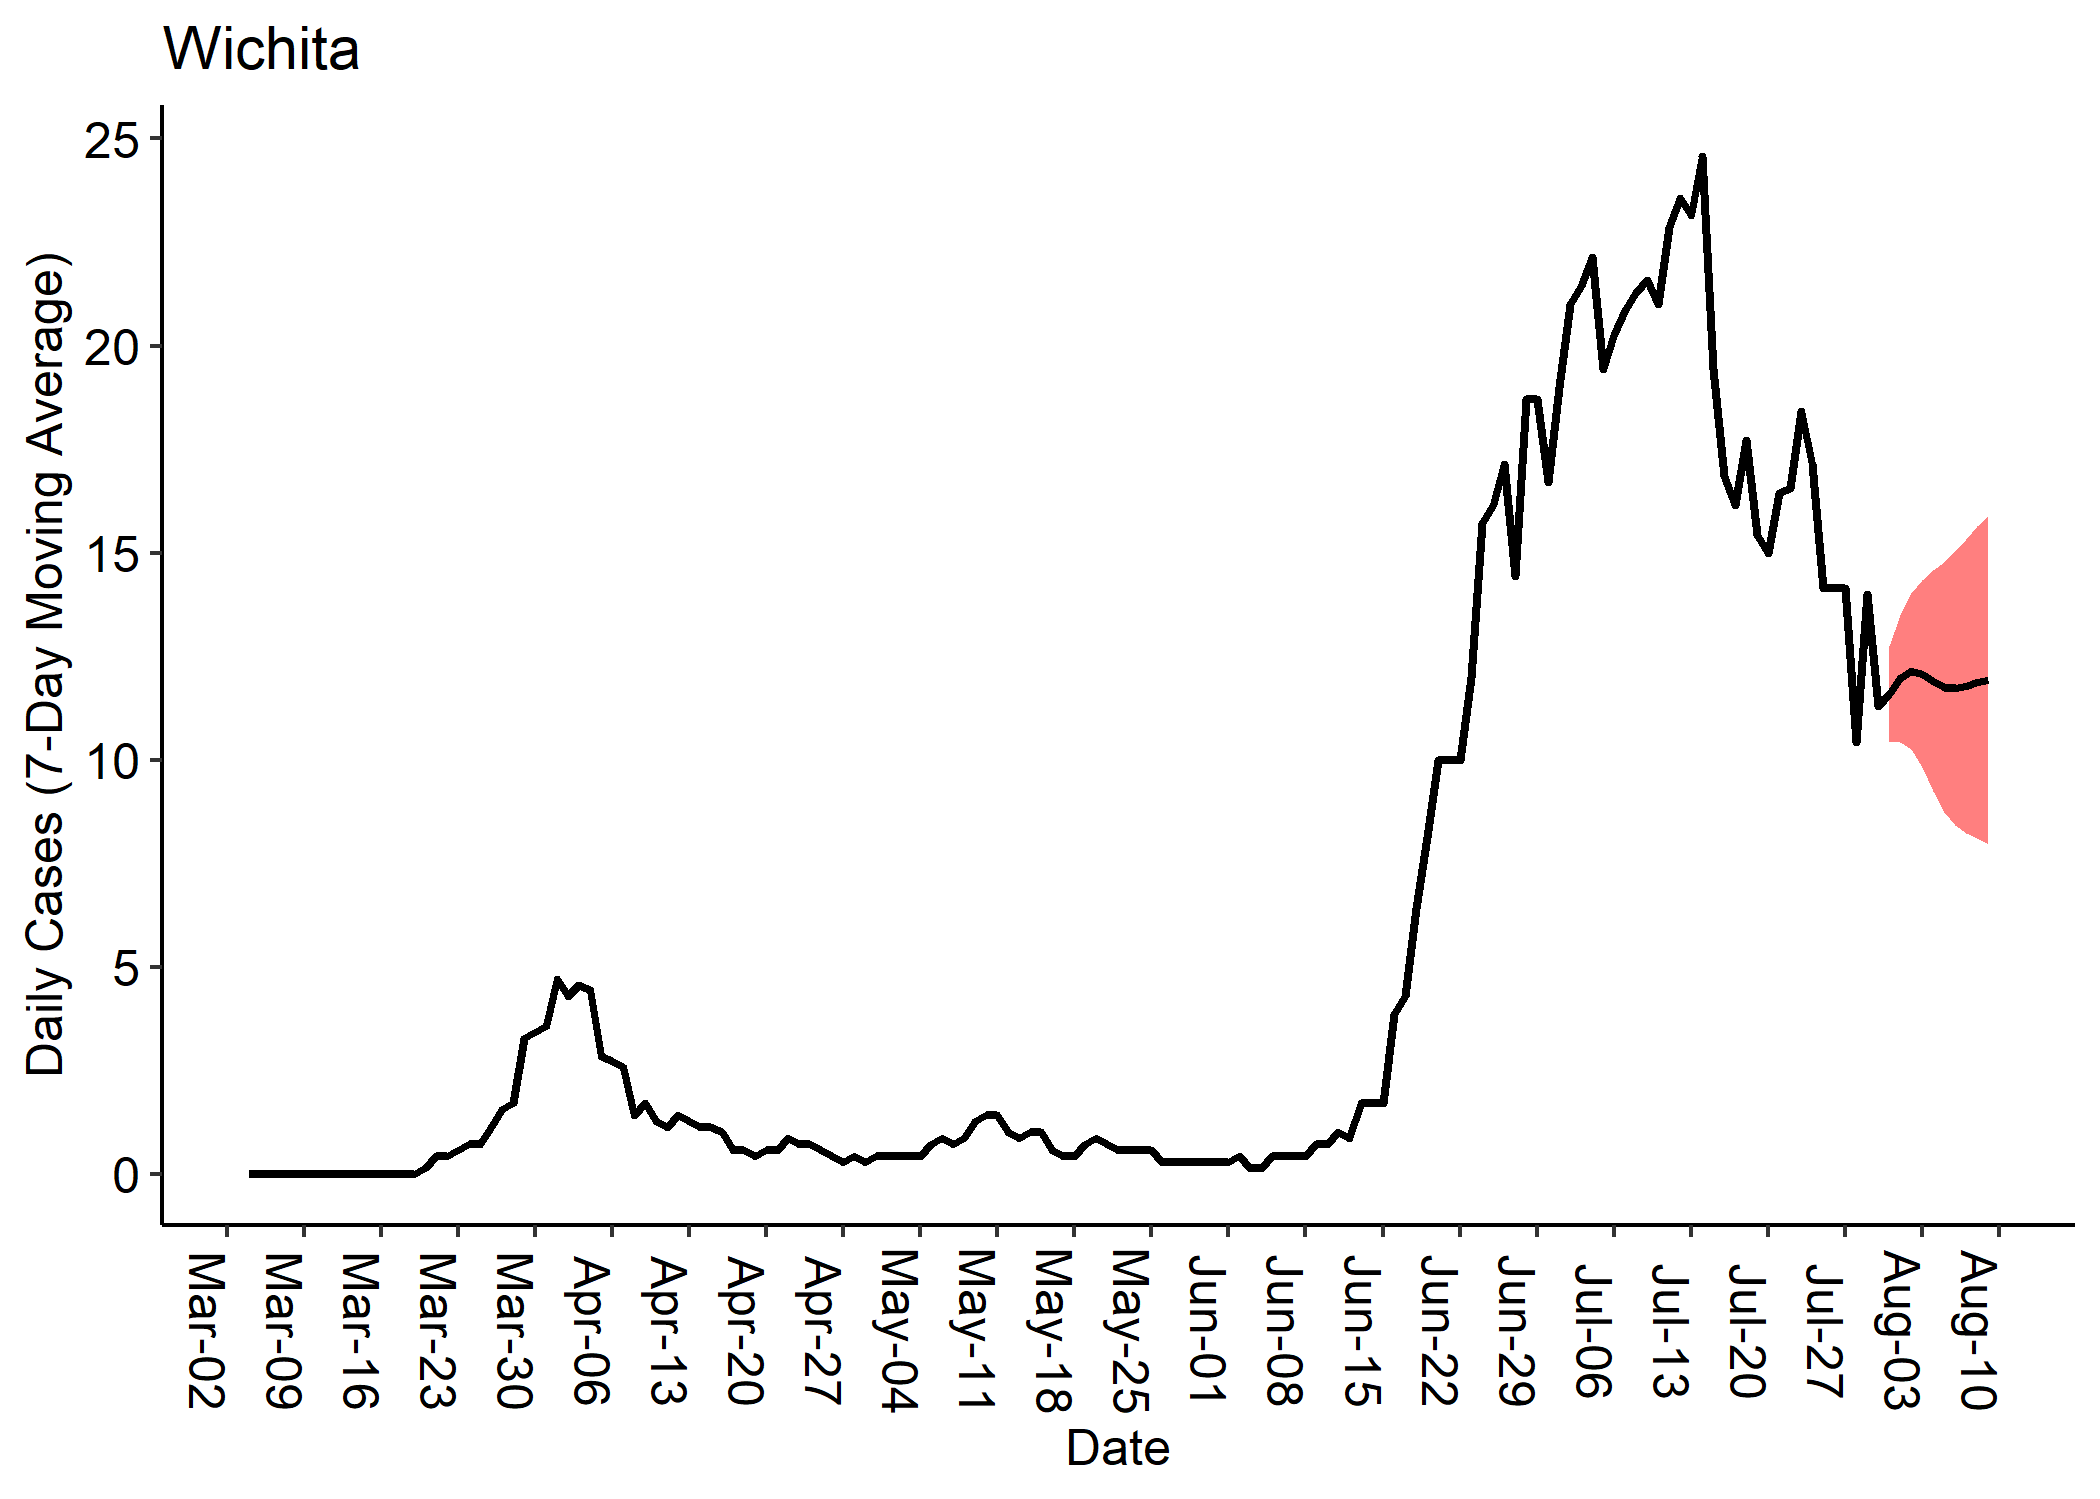 Wichita
Daily Cases (7-Day Moving Average)
25
20
15
10
5
0
Mar-02
Mar-09
Mar-16
Mar-23
Mar-30
Apr-06
Apr-13
Apr-20
Apr-27
May-04
May-11
May-18
May-25
Jun-01
Jun-08
Jun-15
Jun-22
Jun-29
Jul-06
Jul-13
Jul-20
Jul-27
Aug-03
Aug-10
Date